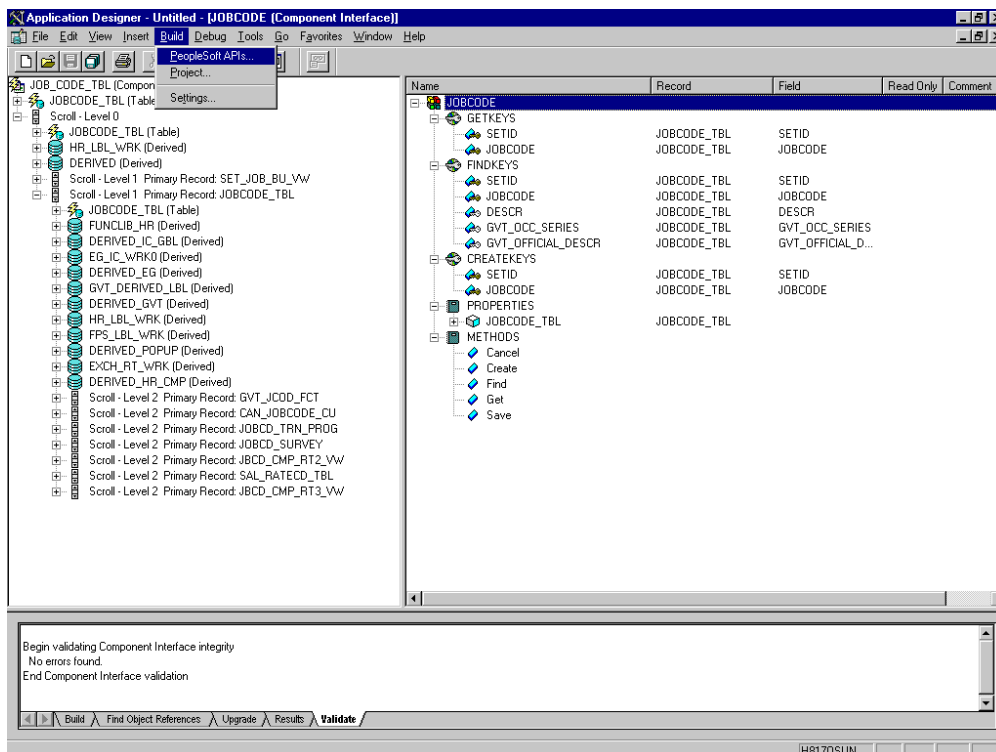 Application Designer - Untitled - [JOBCODE (Component Interface)]
File Edit View Insert Build Debug Tools Go Favorites Window Help
PeopleSoft APIs...
Project...
Settings...
JOB_CODE_TBL (Compon
JOBCODE_TBL (Table
Scroll - Level 0
JOBCODE_TBL (Table)
HR_LBL_WRK (Derived)
DERIVED (Derived)
Scroll - Level 1 Primary Record: SET_JOB_BU_VW
Scroll - Level 1 Primary Record: JOBCODE_TBL
JOBCODE_TBL (Table)
FUNCLIB_HR (Derived)
DERIVED_IC_GBL (Derived)
EG_IC_WRK0 (Derived)
DERIVED_EG (Derived)
GVT_DERIVED_LBL (Derived)
DERIVED_GVT (Derived)
HR_LBL_WRK (Derived)
FPS_LBL_WRK (Derived)
DERIVED_POPUP (Derived)
EXCH_RT_WRK (Derived)
DERIVED_HR_CMP (Derived)
Scroll - Level 2 Primary Record: GVT_JCOD_FCT
Scroll - Level 2 Primary Record: CAN_JOBCODE_CU
Scroll - Level 2 Primary Record: JOBCD_TRN_PROG
Scroll - Level 2 Primary Record: JOBCD_SURVEY
Scroll - Level 2 Primary Record: JBCD_CMP_RT2_VW
Scroll - Level 2 Primary Record: SAL_RATECD_TBL
Scroll - Level 2 Primary Record: JBCD_CMP_RT3_VW
Name Record Field Read Only Comment
JOBCODE
GETKEYS
SETID JOBCODE_TBL SETID
JOBCODE JOBCODE_TBL JOBCODE
FINDKEYS
SETID JOBCODE_TBL SETID
JOBCODE JOBCODE_TBL JOBCODE
DESCR JOBCODE_TBL DESCR
GVT_OCC_SERIES JOBCODE_TBL GVT_OCC_SERIES
GVT_OFFICIAL_DESCR JOBCODE_TBL GVT_OFFICIAL_D...
CREATEKEYS
SETID JOBCODE_TBL SETID
JOBCODE JOBCODE_TBL JOBCODE
PROPERTIES
JOBCODE_TBL JOBCODE_TBL
METHODS
Cancel
Create
Find
Get
Save
Begin validating Component Interface integrity
No errors found.
End Component Interface validation
Build Find Object References Upgrade Results Validate
H8170SUN